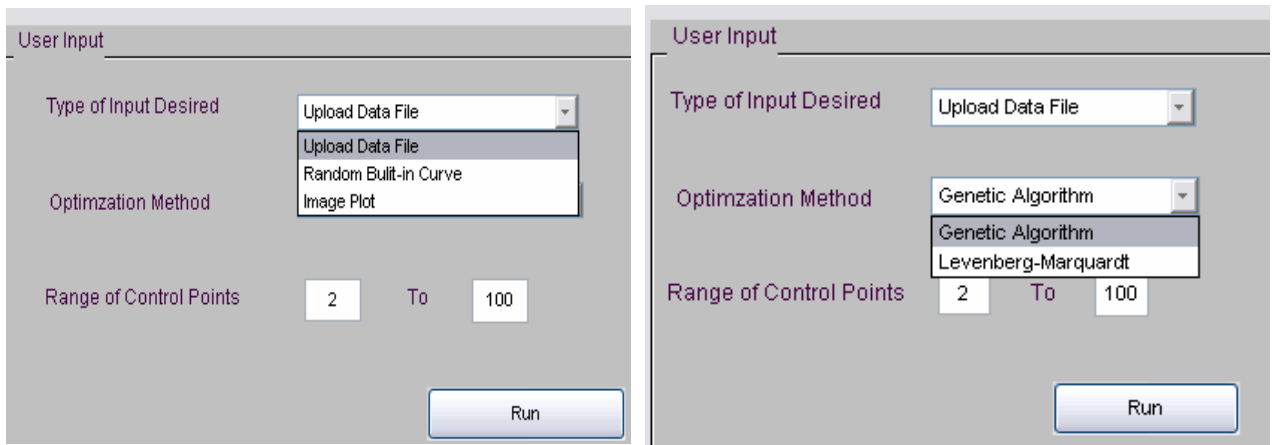 User Input
Type of Input Desired
Upload Data File
Upload Data File
Random Bulit-in Curve
Image Plot
Optimzation Method
Range of Control Points
2 To 100
Run
User Input
Type of Input Desired
Upload Data File
Optimzation Method
Genetic Algorithm
Genetic Algorithm
Levenberg-Marquardt
Range of Control Points
2 To 100
Run